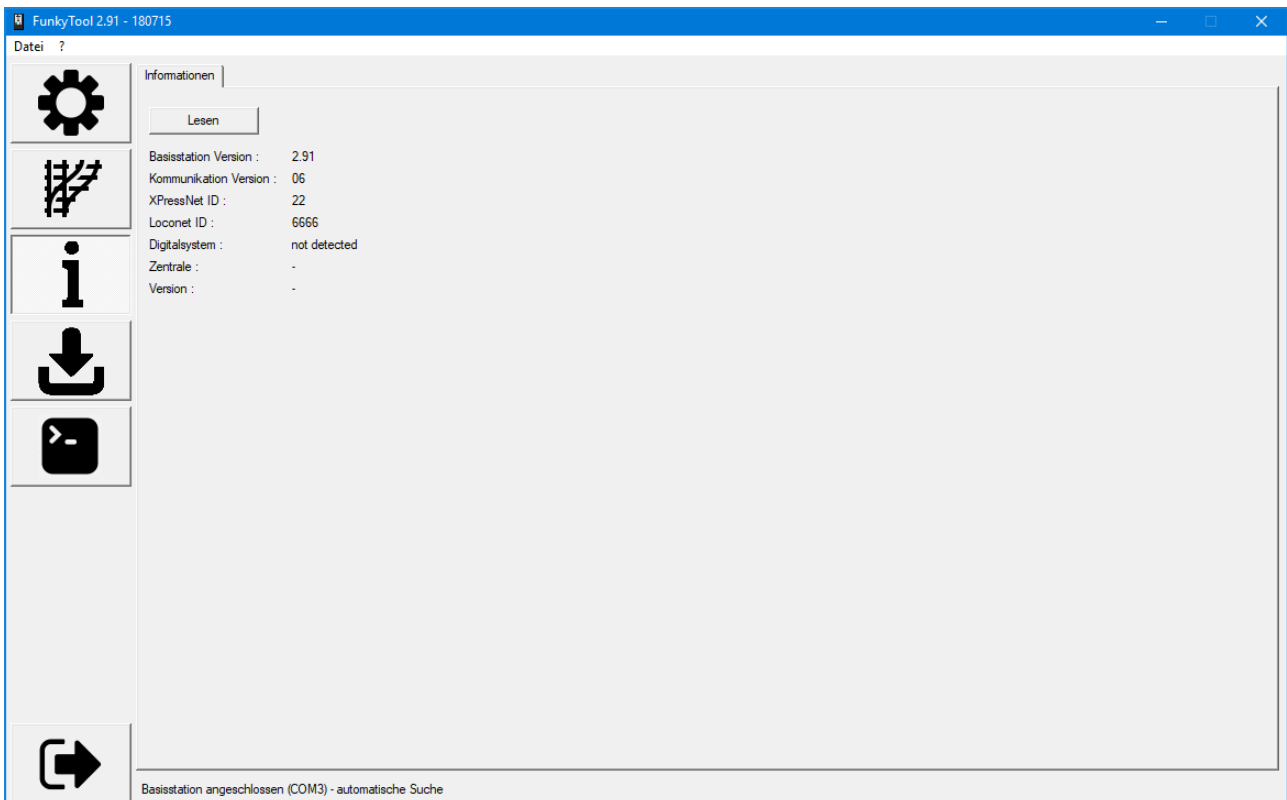 FunkyTool 2.91 - 180715
Datei ?
Informationen
Lesen
Basisstation Version : 2.91
Kommunikation Version : 06
XPressNet ID : 22
Loconet ID : 6666
Digitalsystem : not detected
Zentrale : -
Version : -
Basisstation angeschlossen (COM3) - automatische Suche